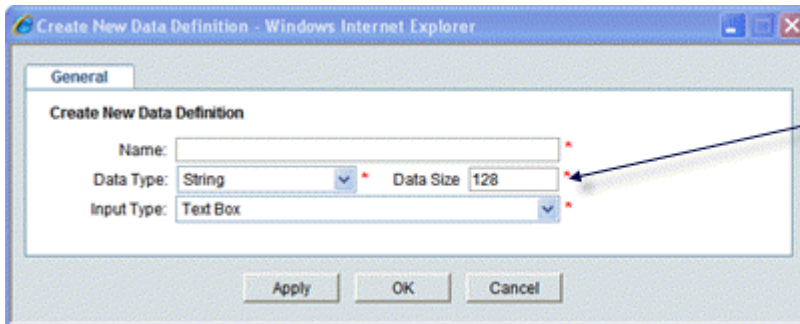 Create New Data Definition - Windows Internet Explorer
General
Create New Data Definition
Name: *
Data Type: String * Data Size 128 *
Input Type: Text Box *
Apply OK Cancel